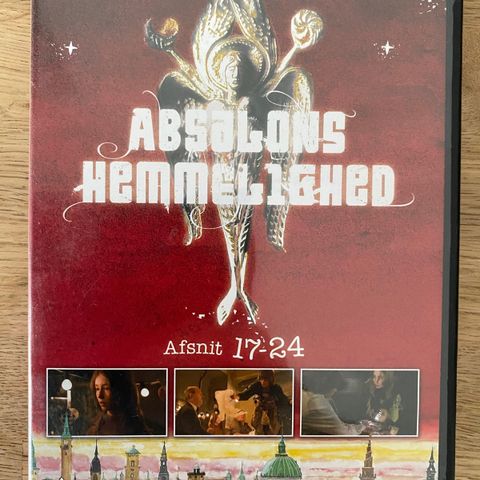 ABSALONS
HEMMELIGHED
Afsnit 17-24